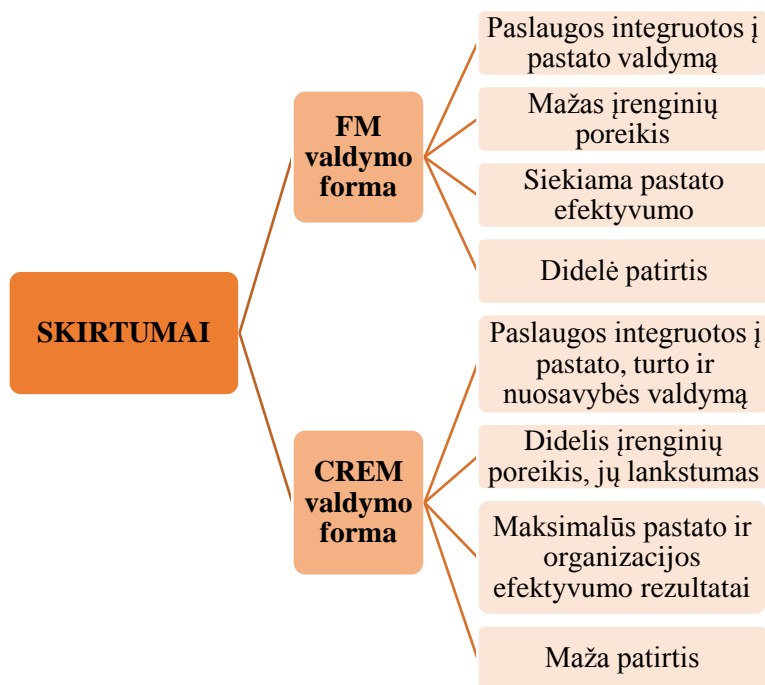 SKIRTUMAI
FM
valdymo
forma
Paslaugos integruotos į
pastato valdymą
Mažas įrenginių
poreikis
Siekiama pastato
efektyvumo
Didelė patirtis
CREM
valdymo
forma
Paslaugos integruotos į
pastato, turto ir
nuosavybės valdymą
Didelis įrenginių
poreikis, jų lankstumas
Maksimalūs pastato ir
organizacijos
efektyvumo rezultatai
Maža patirtis